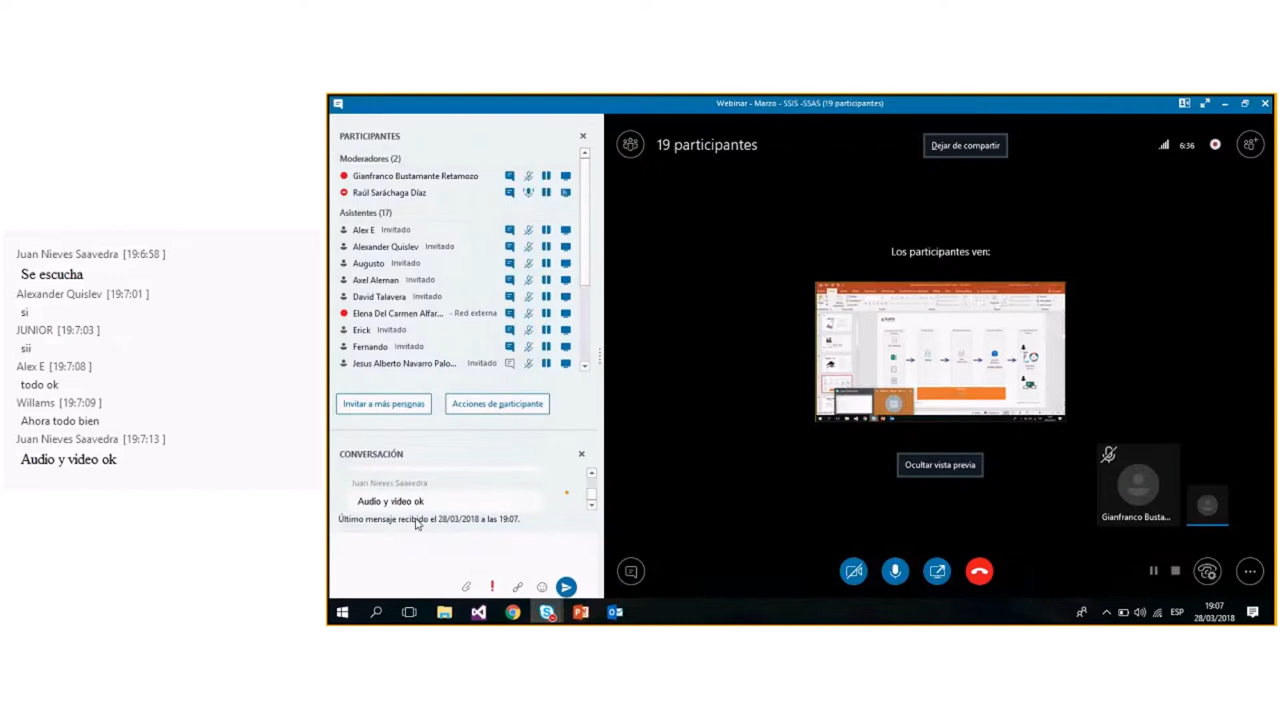 Juan Nieves Saavedra [19:6:58 ]
Se escucha
Alexander Quislev [19:7:01 ]
si
JUNIOR [19:7:03 ]
sii
Alex E [19:7:08 ]
todo ok
Willams [19:7:09 ]
Ahora todo bien
Juan Nieves Saavedra [19:7:13 ]
Audio y video ok
Webinar - Marzo - SSIS -SSAS (19 participantes)
PARTICIPANTES
Moderadores (2)
Gianfranco Bustamante Retamozo
Raúl Saráchaga Díaz
Asistentes (17)
Alex E Invitado
Alexander Quislev Invitado
Augusto Invitado
Axel Aleman Invitado
David Talavera Invitado
Elena Del Carmen Alfar... - Red externa
Erick Invitado
Fernando Invitado
Jesus Alberto Navarro Palo... Invitado
Invitar a más personas
Acciones de participante
CONVERSACIÓN
Juan Nieves Saavedra
Audio y video ok
Último mensaje recibido el 28/03/2018 a las 19:07.
19 participantes
Dejar de compartir
6:36
Los participantes ven:
Ocultar vista previa
Gianfranco Busta...
ESP
19:07
28/03/2018